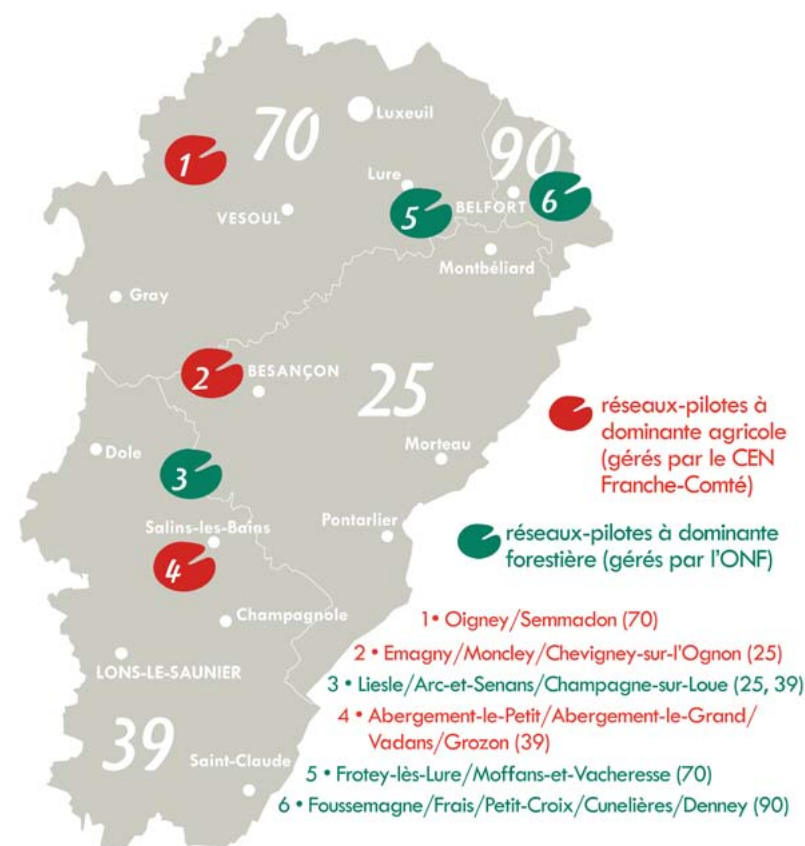 70
Luxeuil
90
1
Lure
5
BELFORT
6
VESOUL
Montbéliard
Gray
2
BESANÇON
25
réseaux-pilotes à
dominante agricole
(gérés par le CEN
Franche-Comté)
Dole
Morteau
3
Salins-les-Bains
Pontarlier
réseaux-pilotes à dominante
forestière (gérés par l'ONF)
4
Champagnole
1 • Oigney/Semmadon (70)
LONS-LE-SAUNIER
2 • Emagny/Moncley/Chevigney-sur-l'Ognon (25)
3 • Liesle/Arc-et-Senans/Champagne-sur-Loue (25, 39)
4 • Abergement-le-Petit/Abergement-le-Grand/
Vadans/Grozon (39)
39
Saint-Claude
5 • Frotey-lès-Lure/Moffans-et-Vacheresse (70)
6 • Foussemagne/Frais/Petit-Croix/Cunelières/Denney (90)